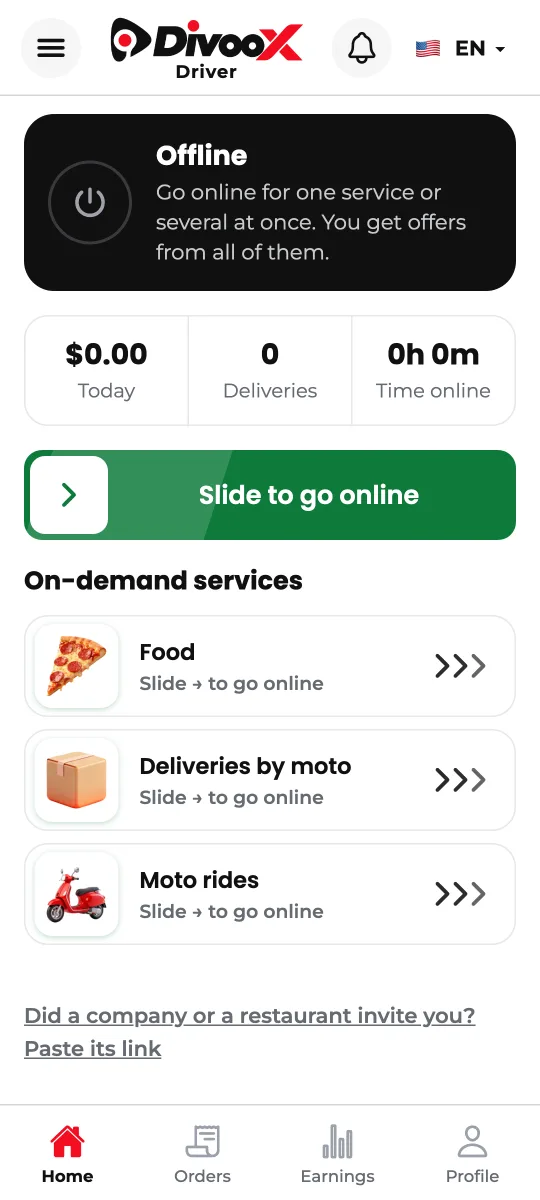 DivooX
Driver
EN
Offline
Go online for one service or
several at once. You get offers
from all of them.
$0.00
0
0h 0m
Today
Deliveries
Time online
Slide to go online
On-demand services
Food
Slide → to go online
Deliveries by moto
Slide → to go online
Moto rides
Slide → to go online
Did a company or a restaurant invite you?
Paste its link
Home
Orders
Earnings
Profile